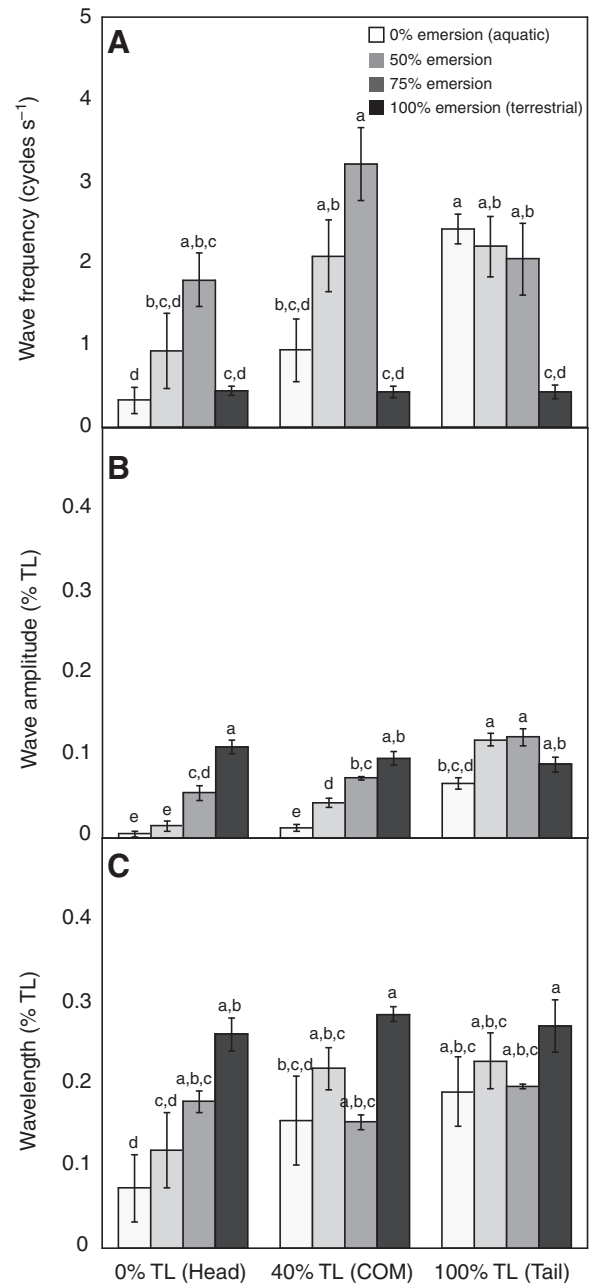 A
0% emersion (aquatic)
50% emersion
75% emersion
100% emersion (terrestrial)
Wave frequency (cycles s⁻¹)
5
4
3
2
1
0
d
b,c,d
a,b,c
c,d
b,c,d
a,b
a
c,d
a
a,b
a,b
c,d
B
Wave amplitude (% TL)
0.4
0.3
0.2
0.1
0
e
e
c,d
a
e
d
b,c
a,b
b,c,d
a
a
a,b
C
Wavelength (% TL)
0.4
0.3
0.2
0.1
0
d
c,d
a,b,c
a,b
b,c,d
a,b,c
a,b,c
a
a,b,c
a,b,c
a,b,c
a
0% TL (Head) 40% TL (COM) 100% TL (Tail)